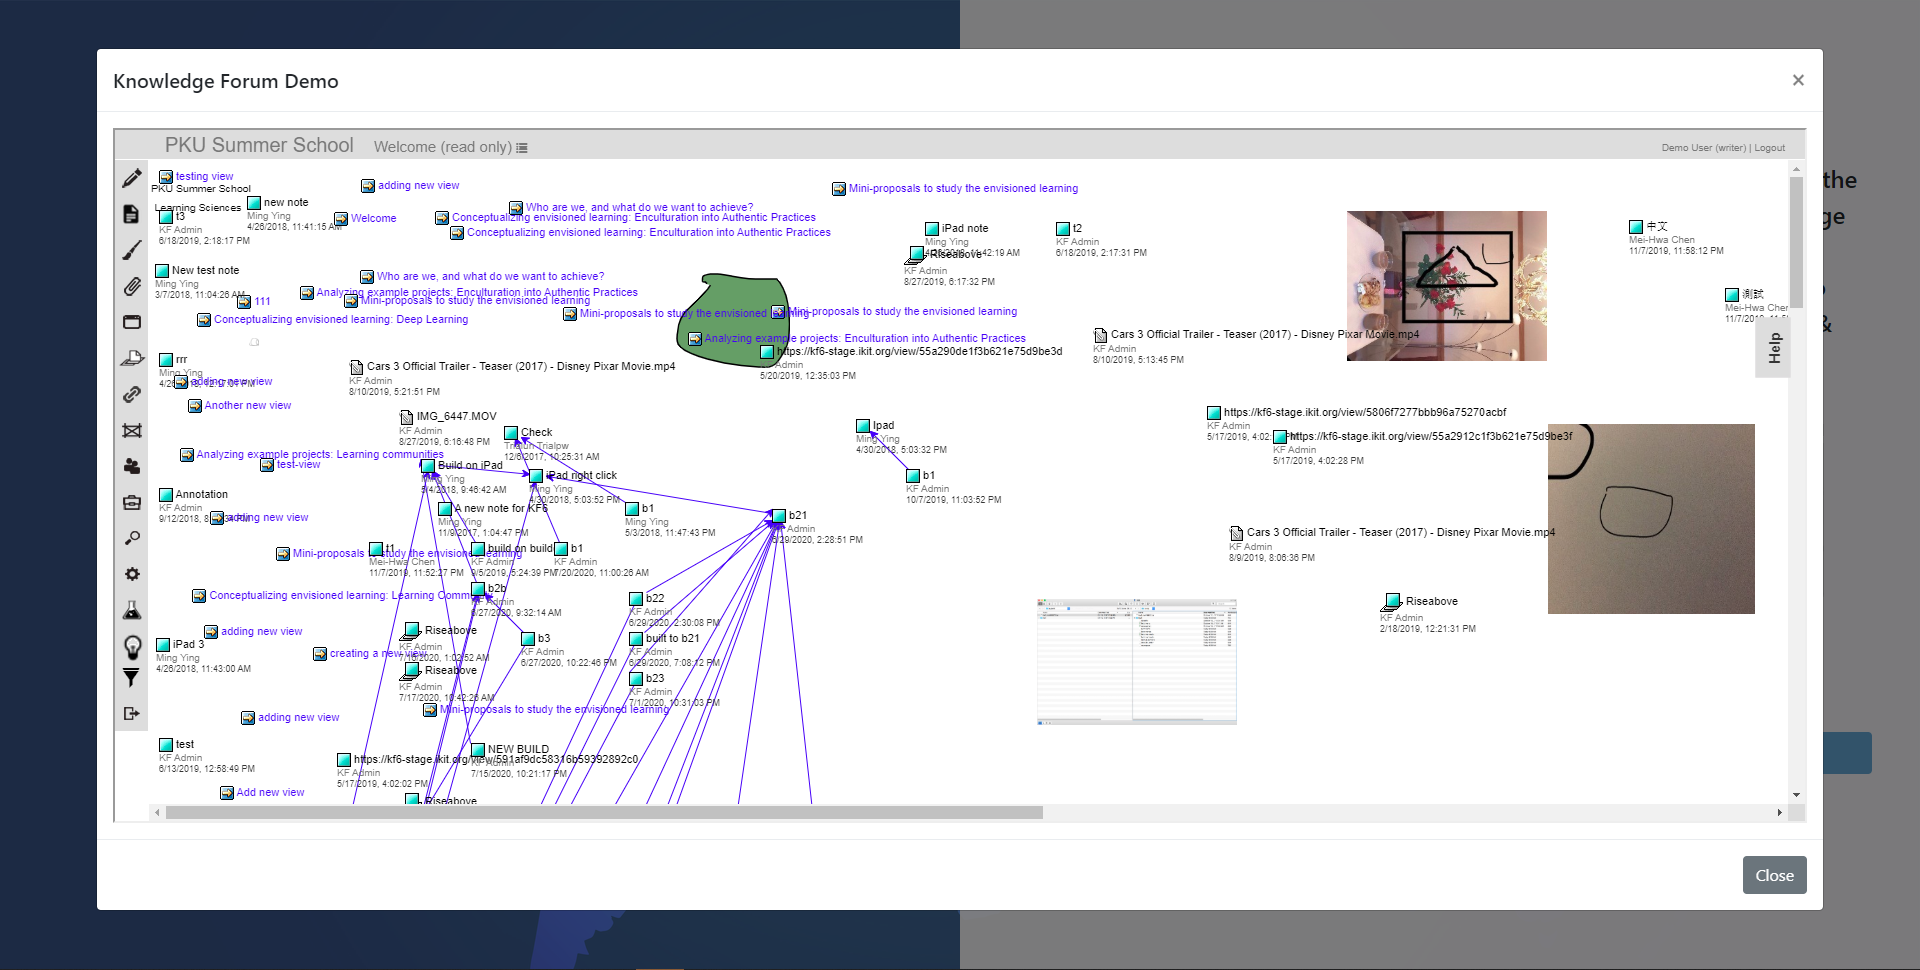 Knowledge Forum Demo
×
PKU Summer School
Welcome (read only)
Demo User (writer) | Logout
the
ge
&
Help
testing view
PKU Summer School
adding new view
Mini-proposals to study the envisioned learning
Learning Sciences
new note
Ming Ying
4/26/2018, 11:41:15 AM
t3
KF Admin
6/18/2019, 2:18:17 PM
Welcome
Who are we, and what do we want to achieve?
Conceptualizing envisioned learning: Enculturation into Authentic Practices
Conceptualizing envisioned learning: Enculturation into Authentic Practices
iPad note
Ming Ying
11:42:19 AM
Riseabove
KF Admin
8/27/2019, 6:17:32 PM
t2
KF Admin
6/18/2019, 2:17:31 PM
中文
Mei-Hwa Chen
11/7/2019, 11:58:12 PM
測試
Mei-Hwa Chen
New test note
Ming Ying
3/7/2018, 11:04:26 AM
111
Who are we, and what do we want to achieve?
Analyzing example projects: Enculturation into Authentic Practices
Mini-proposals to study the envisioned learning
Mini-proposals to study the envisioned learning
Mini-proposals to study the envisioned learning
Conceptualizing envisioned learning: Deep Learning
Analyzing example projects: Enculturation into Authentic Practices
https://kf6-stage.ikit.org/view/55a290de1f3b621e75d9be3d
Admin
5/20/2019, 12:35:03 PM
Cars 3 Official Trailer - Teaser (2017) - Disney Pixar Movie.mp4
KF Admin
8/10/2019, 5:13:45 PM
rrr
Ming Ying
adding new view
Another new view
Cars 3 Official Trailer - Teaser (2017) - Disney Pixar Movie.mp4
KF Admin
8/10/2019, 5:21:51 PM
IMG_6447.MOV
KF Admin
8/27/2019, 6:16:48 PM
Check
Trialpw
12/6/2017, 10:25:31 AM
Ipad
Ming Ying
4/30/2018, 5:03:32 PM
b1
KF Admin
10/7/2019, 11:03:52 PM
https://kf6-stage.ikit.org/view/5806f7277bbb96a75270acbf
KF Admin
5/17/2019, 4:02:
https://kf6-stage.ikit.org/view/55a2912c1f3b621e75d9be3f
KF Admin
5/17/2019, 4:02:28 PM
Analyzing example projects: Learning communities
test-view
Build on iPad
Ming Ying
5/4/2018, 9:46:42 AM
iPad right click
Ming Ying
4/30/2018, 5:03:52 PM
Annotation
KF Admin
9/12/2018,
adding new view
A new note for KF6
Ming Ying
11/9/2017, 1:04:47 PM
b1
Ming Ying
5/3/2018, 11:47:43 PM
b21
Admin
6/29/2020, 2:28:51 PM
Cars 3 Official Trailer - Teaser (2017) - Disney Pixar Movie.mp4
KF Admin
8/9/2019, 8:06:36 PM
Mini-proposals to study the envisioned learning
t1
Mei-Hwa Chen
11/7/2019, 11:52:27 PM
build on build
KF Admin
9/5/2019, 5:24:39 PM
b1
KF Admin
7/20/2020, 11:00:26 AM
Conceptualizing envisioned learning: Learning
b2b
KF Admin
6/27/2020, 9:32:14 AM
b22
KF Admin
6/29/2020, 2:30:08 PM
Riseabove
KF Admin
2/18/2019, 12:21:31 PM
adding new view
iPad 3
Ming Ying
4/26/2018, 11:43:00 AM
Riseabove
KF Admin
creating a new view
b3
KF Admin
6/27/2020, 10:22:46 PM
built to b21
KF Admin
6/29/2020, 7:08:12 PM
Riseabove
KF Admin
7/17/2020, 10:42:26 AM
b23
KF Admin
7/1/2020, 10:31:03 PM
Mini-proposals to study the envisioned learning
adding new view
test
KF Admin
6/13/2019, 12:58:49 PM
NEW BUILD
KF Admin
7/15/2020, 10:21:17 PM
https://kf6-stage.ikit.org/view/591af9dc58316b59392892c0
KF Admin
5/17/2019, 4:02:02 PM
Add new view
Riseabove
Close